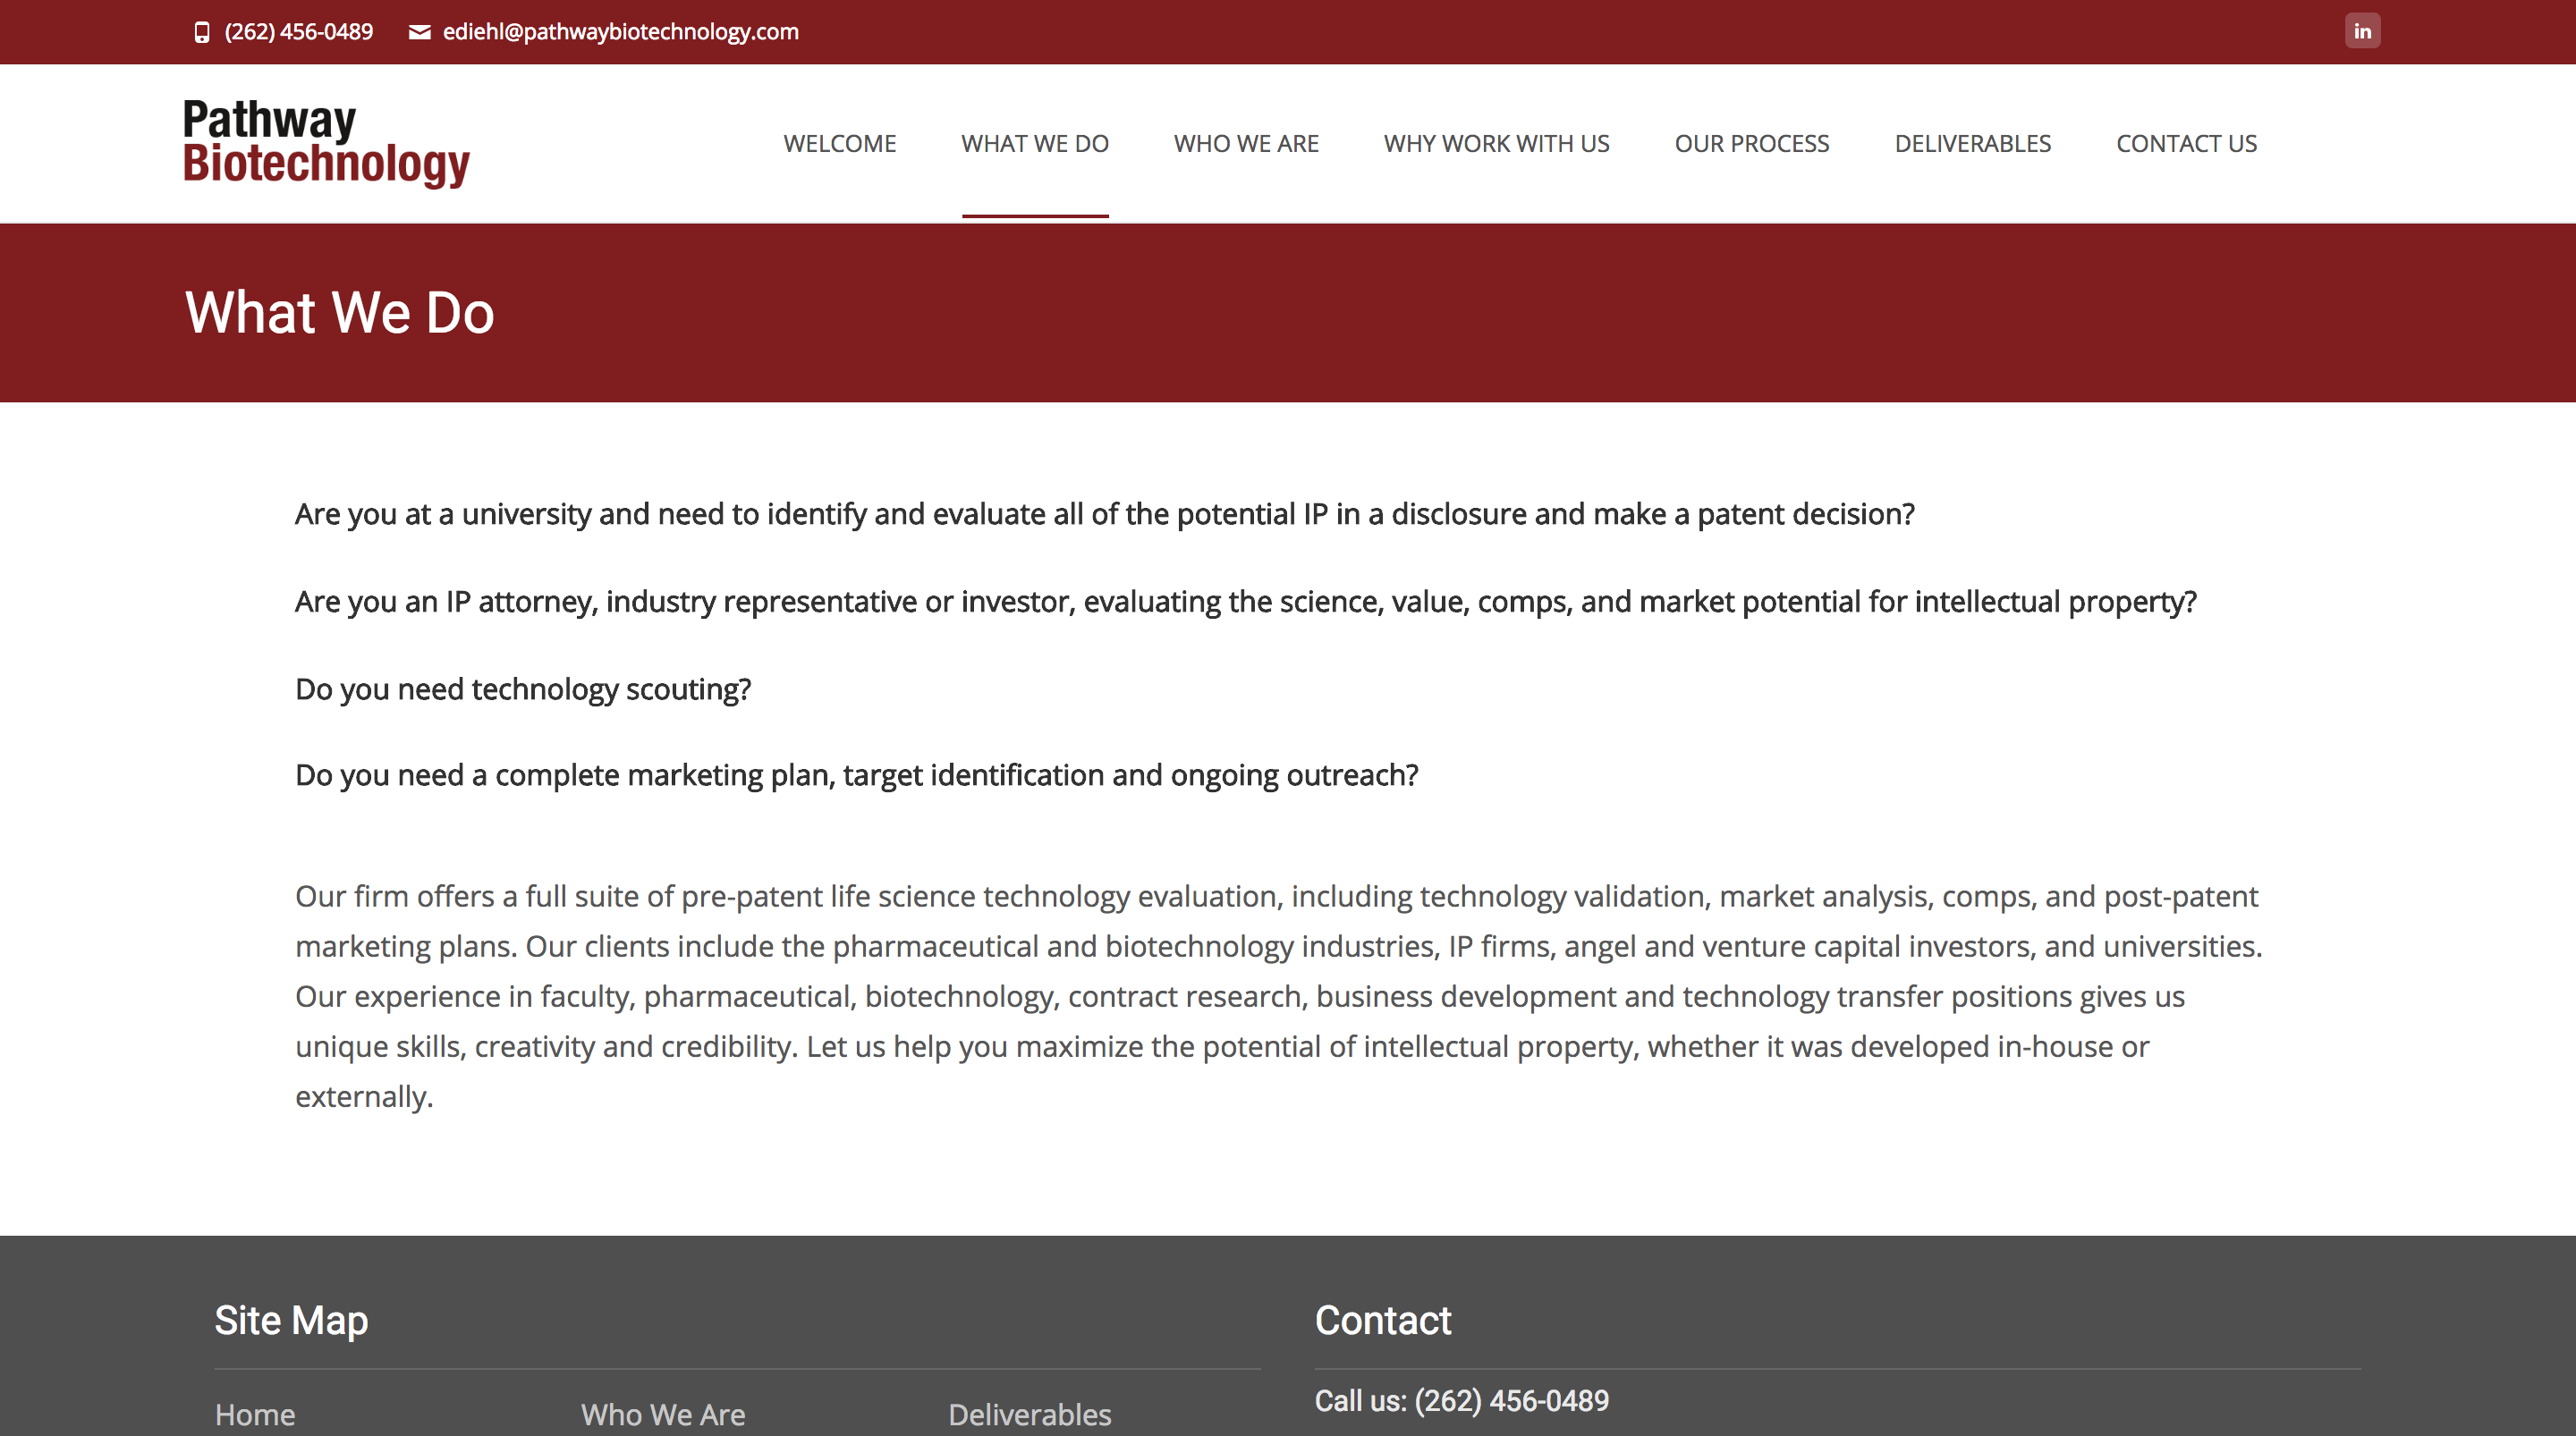 (262) 456-0489 ediehl@pathwaybiotechnology.com in
Pathway
Biotechnology
WELCOME WHAT WE DO WHO WE ARE WHY WORK WITH US OUR PROCESS DELIVERABLES CONTACT US
What We Do
Are you at a university and need to identify and evaluate all of the potential IP in a disclosure and make a patent decision?
Are you an IP attorney, industry representative or investor, evaluating the science, value, comps, and market potential for intellectual property?
Do you need technology scouting?
Do you need a complete marketing plan, target identification and ongoing outreach?
Our firm offers a full suite of pre-patent life science technology evaluation, including technology validation, market analysis, comps, and post-patent
marketing plans. Our clients include the pharmaceutical and biotechnology industries, IP firms, angel and venture capital investors, and universities.
Our experience in faculty, pharmaceutical, biotechnology, contract research, business development and technology transfer positions gives us
unique skills, creativity and credibility. Let us help you maximize the potential of intellectual property, whether it was developed in-house or
externally.
Site Map
Home Who We Are Deliverables
Contact
Call us: (262) 456-0489